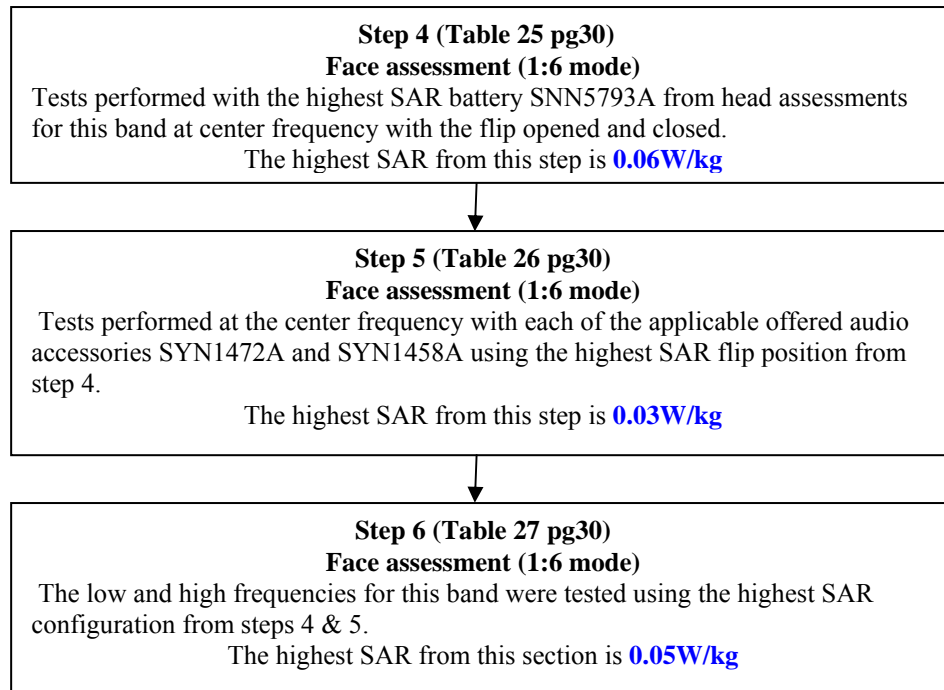 Step 4 (Table 25 pg30)
Face assessment (1:6 mode)
Tests performed with the highest SAR battery SNN5793A from head assessments
for this band at center frequency with the flip opened and closed.
The highest SAR from this step is 0.06W/kg
Step 5 (Table 26 pg30)
Face assessment (1:6 mode)
Tests performed at the center frequency with each of the applicable offered audio
accessories SYN1472A and SYN1458A using the highest SAR flip position from
step 4.
The highest SAR from this step is 0.03W/kg
Step 6 (Table 27 pg30)
Face assessment (1:6 mode)
The low and high frequencies for this band were tested using the highest SAR
configuration from steps 4 & 5.
The highest SAR from this section is 0.05W/kg